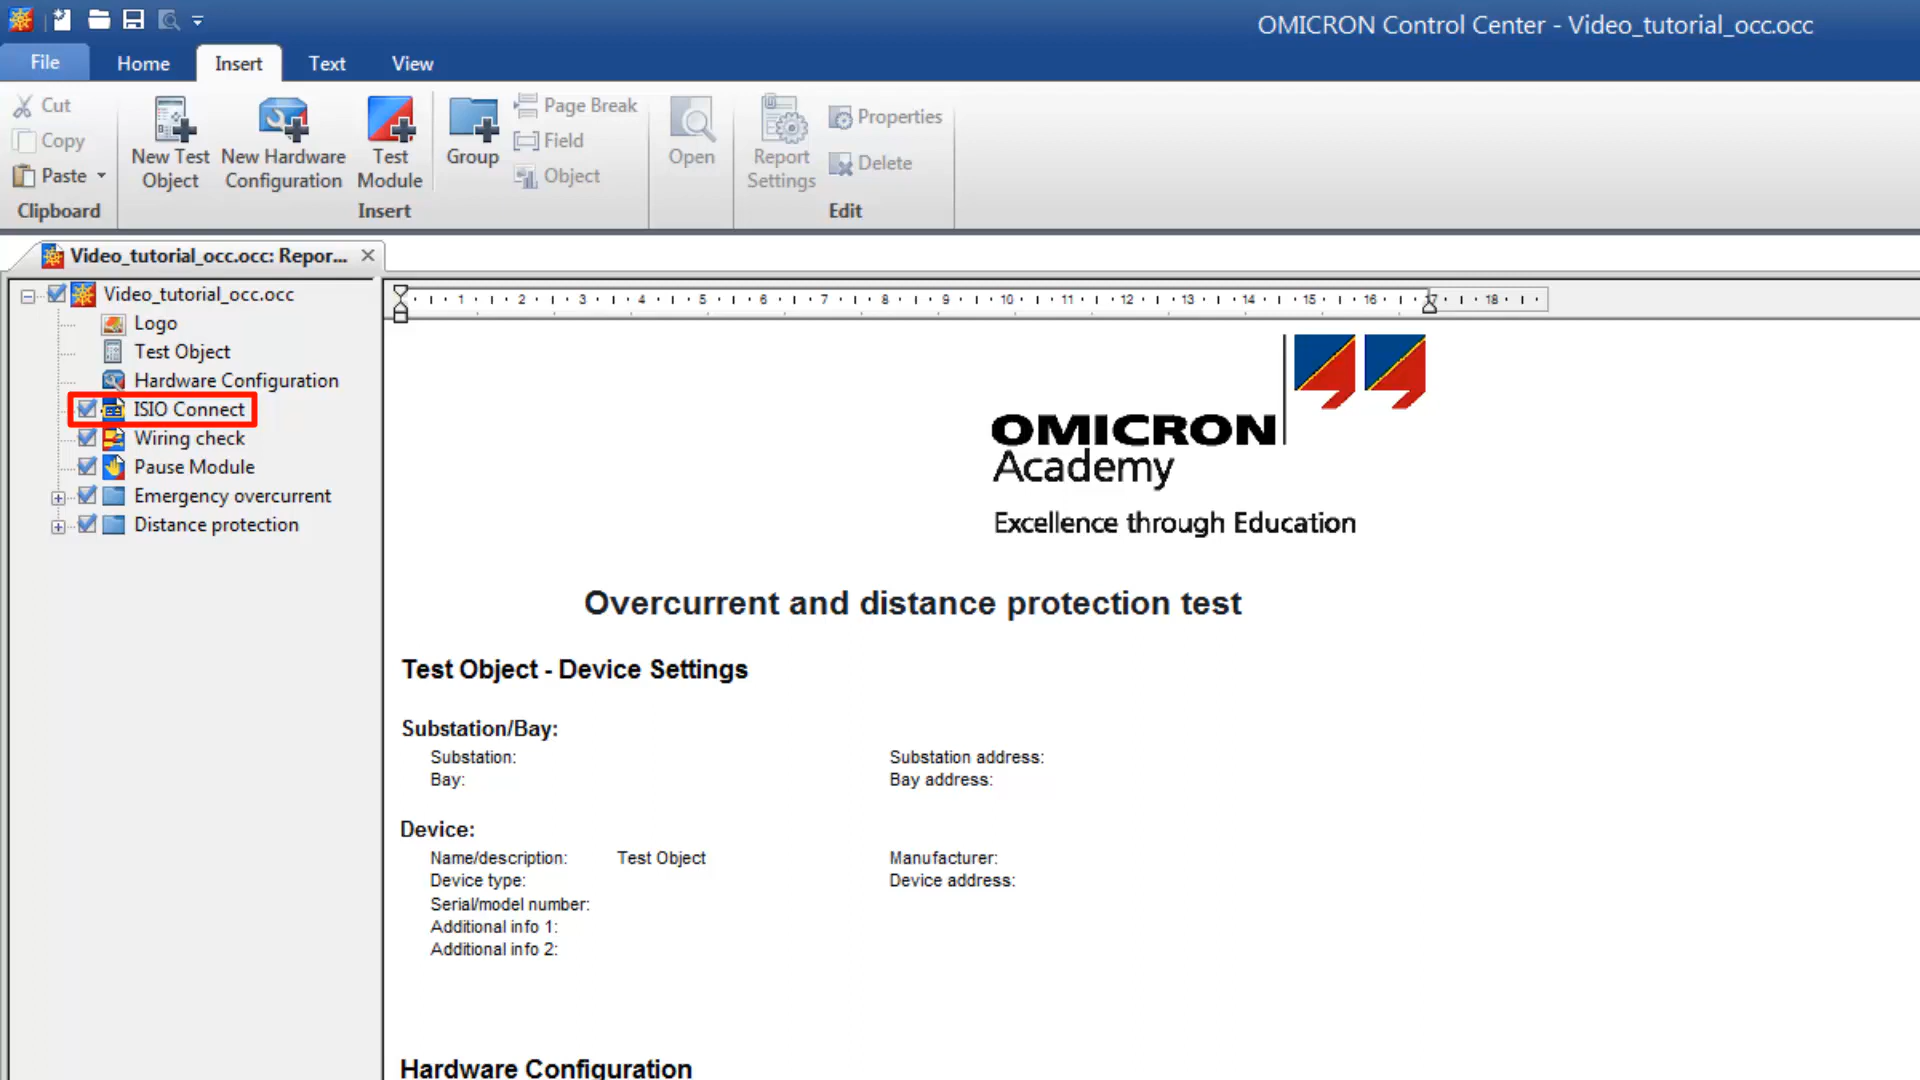 OMICRON Control Center - Video_tutorial_occ.occ
File Home Insert Text View
Cut
Copy
Paste
Clipboard
New Test Object
New Hardware Configuration
Test Module
Group
Page Break
Field
Object
Insert
Open
Report Settings
Properties
Delete
Edit
Video_tutorial_occ.occ: Repor...
Video_tutorial_occ.occ
Logo
Test Object
Hardware Configuration
ISIO Connect
Wiring check
Pause Module
Emergency overcurrent
Distance protection
1 2 3 4 5 6 7 8 9 10 11 12 13 14 15 16 17 18
OMICRON
Academy
Excellence through Education
Overcurrent and distance protection test
Test Object - Device Settings
Substation/Bay:
Substation: Substation address:
Bay: Bay address:
Device:
Name/description: Test Object Manufacturer:
Device type: Device address:
Serial/model number:
Additional info 1:
Additional info 2:
Hardware Configuration